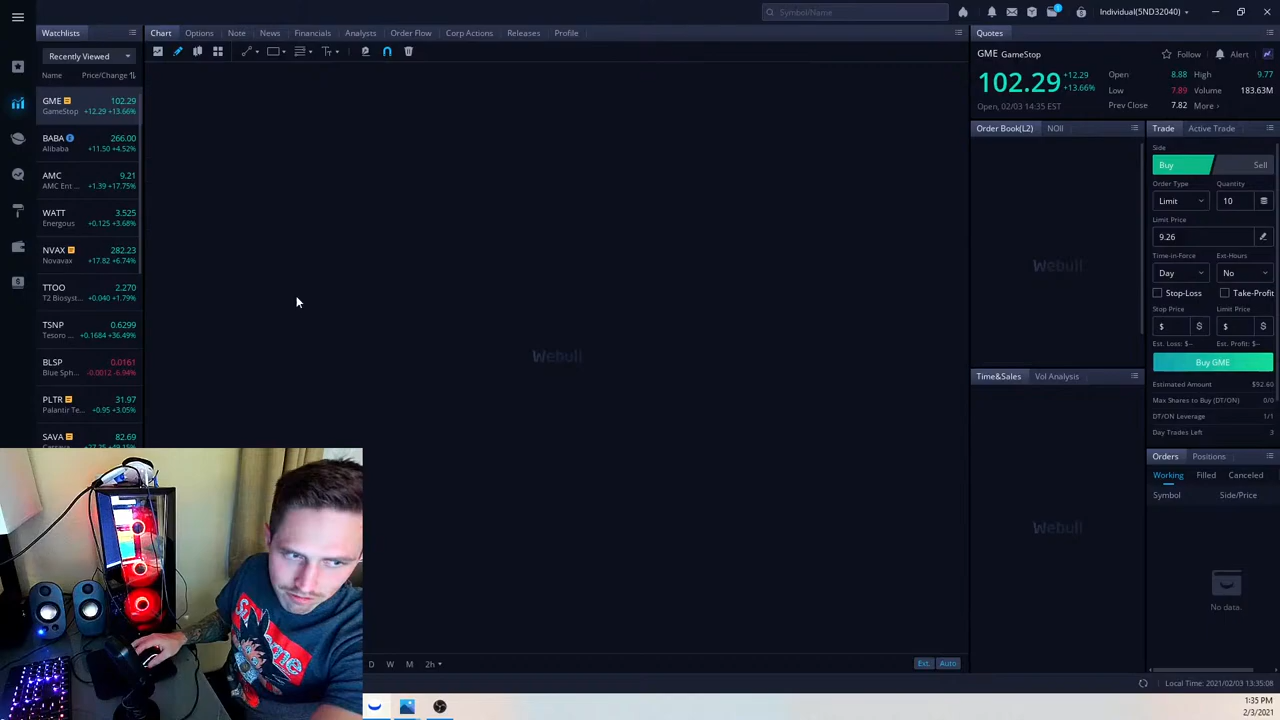 Symbol/Name
Individual(5ND32040)
Watchlists
Chart
Options
Note
News
Financials
Analysts
Order Flow
Corp Actions
Releases
Profile
Quotes
Recently Viewed
Name Price/Change
GME 102.29
GameStop +12.29 +13.66%
BABA 266.00
Alibaba +11.50 +4.52%
AMC 9.21
AMC Ent ... +1.39 +17.75%
WATT 3.525
Energous +0.125 +3.68%
NVAX 282.23
Novavax +17.82 +6.74%
TTOO 2.270
T2 Biosyst... +0.040 +1.79%
TSNP 0.6299
Tesoro ... +0.1684 +36.49%
BLSP 0.0161
Blue Sph... -0.0012 -6.94%
PLTR 31.97
Palantir Te... +0.95 +3.05%
SAVA 82.69
Webull
D W M 2h
Ext. Auto
GME GameStop
Follow Alert
102.29 +12.29
+13.66%
Open, 02/03 14:35 EST
Open 8.88 High 9.77
Low 7.89 Volume 183.63M
Prev Close 7.82 More >
Order Book(L2) NOII
Webull
Time&Sales Vol Analysis
Webull
Trade Active Trade
Side
Buy Sell
Order Type Quantity
Limit 10
Limit Price
9.26
Time-in-Force Ext-Hours
Day No
Stop-Loss Take-Profit
Stop Price Limit Price
$ $ $ $
Est. Loss: $-- Est. Profit: $--
Buy GME
Estimated Amount $92.60
Max Shares to Buy (DT/ON) 0/0
DT/ON Leverage 1/1
Day Trades Left 3
Orders Positions
Working Filled Canceled
Symbol Side/Price
No data.
Local Time: 2021/02/03 13:35:08
1:35 PM
2/3/2021